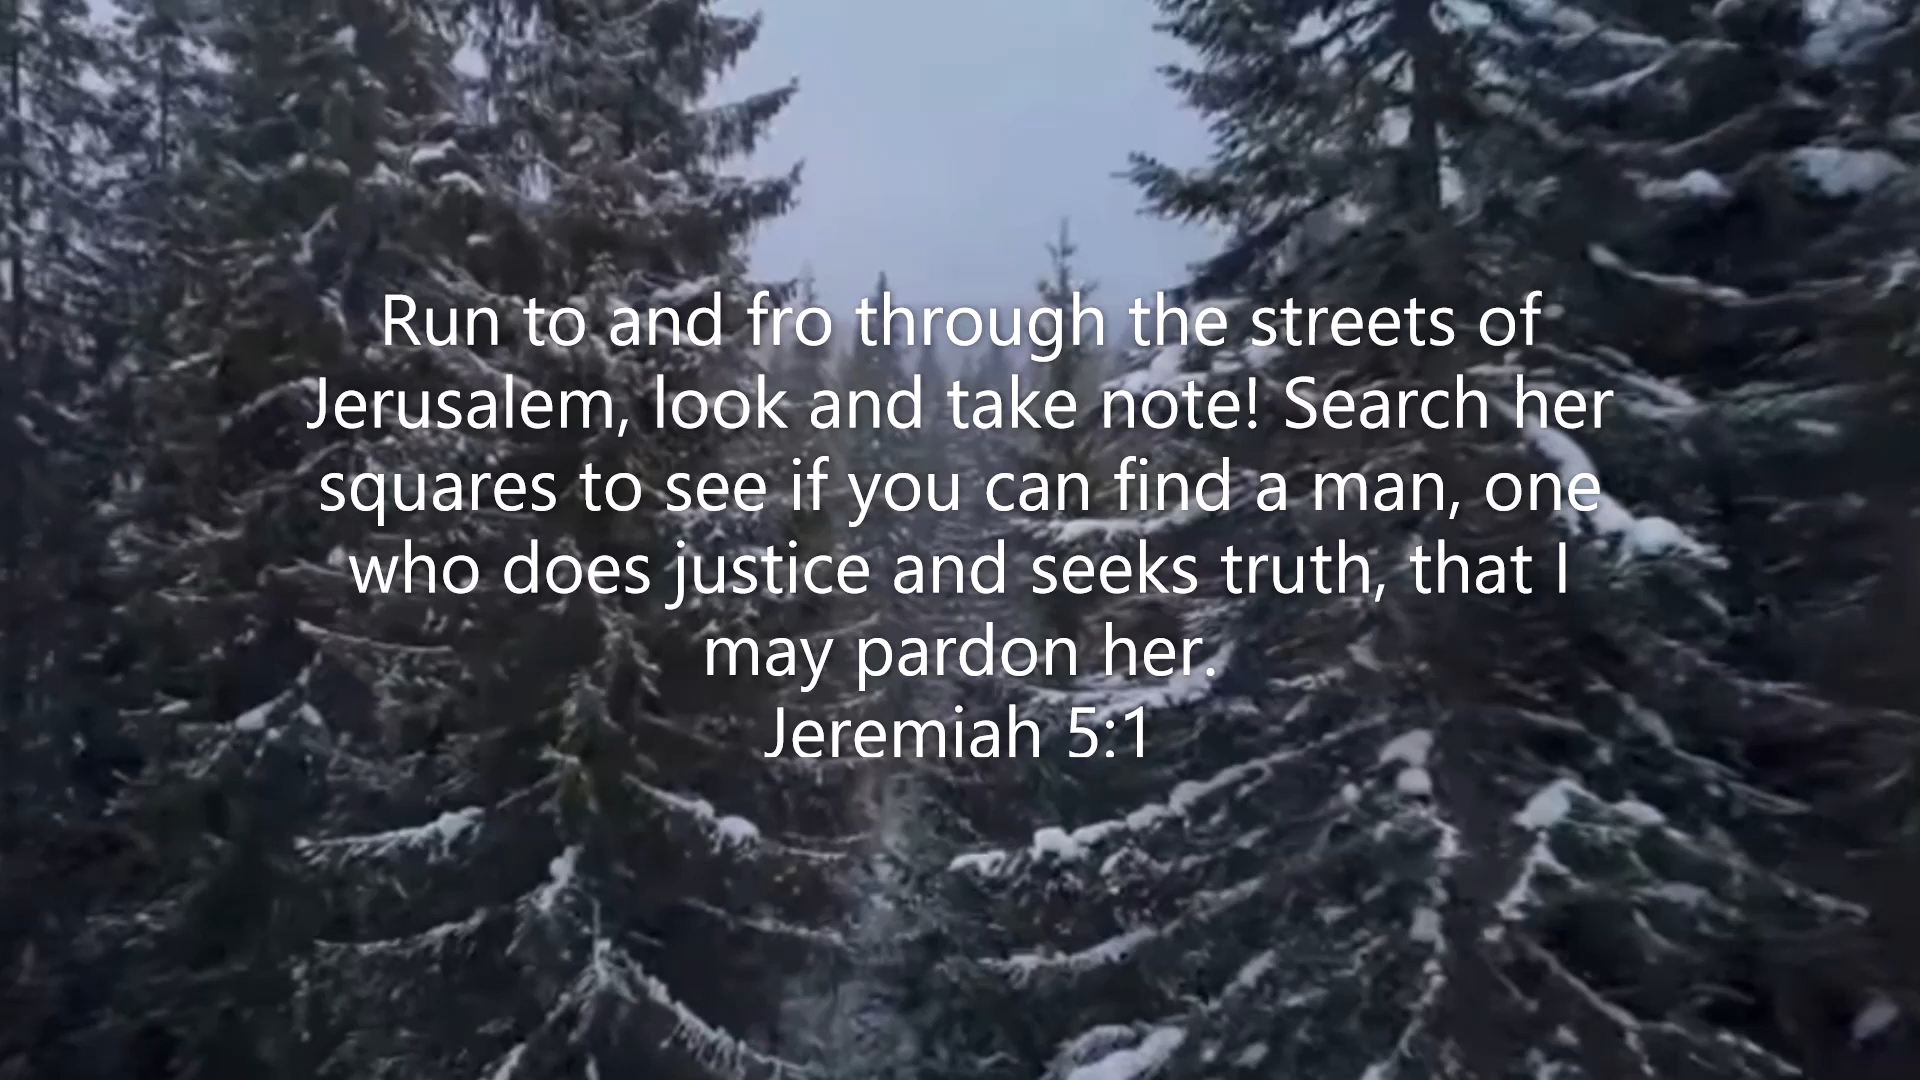 Run to and fro through the streets of
Jerusalem, look and take note! Search her
squares to see if you can find a man, one
who does justice and seeks truth, that I
may pardon her.
Jeremiah 5:1